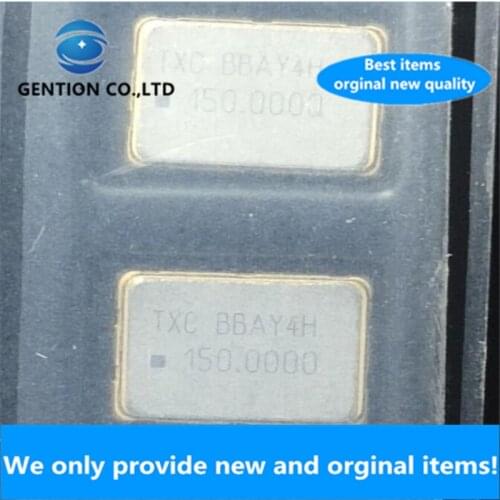 GENTION CO.,LTD
Best items
orginal new quality
TXC BBAY4H
150.0000
TXC BBAY4H
150.0000
We only provide new and orginal items!